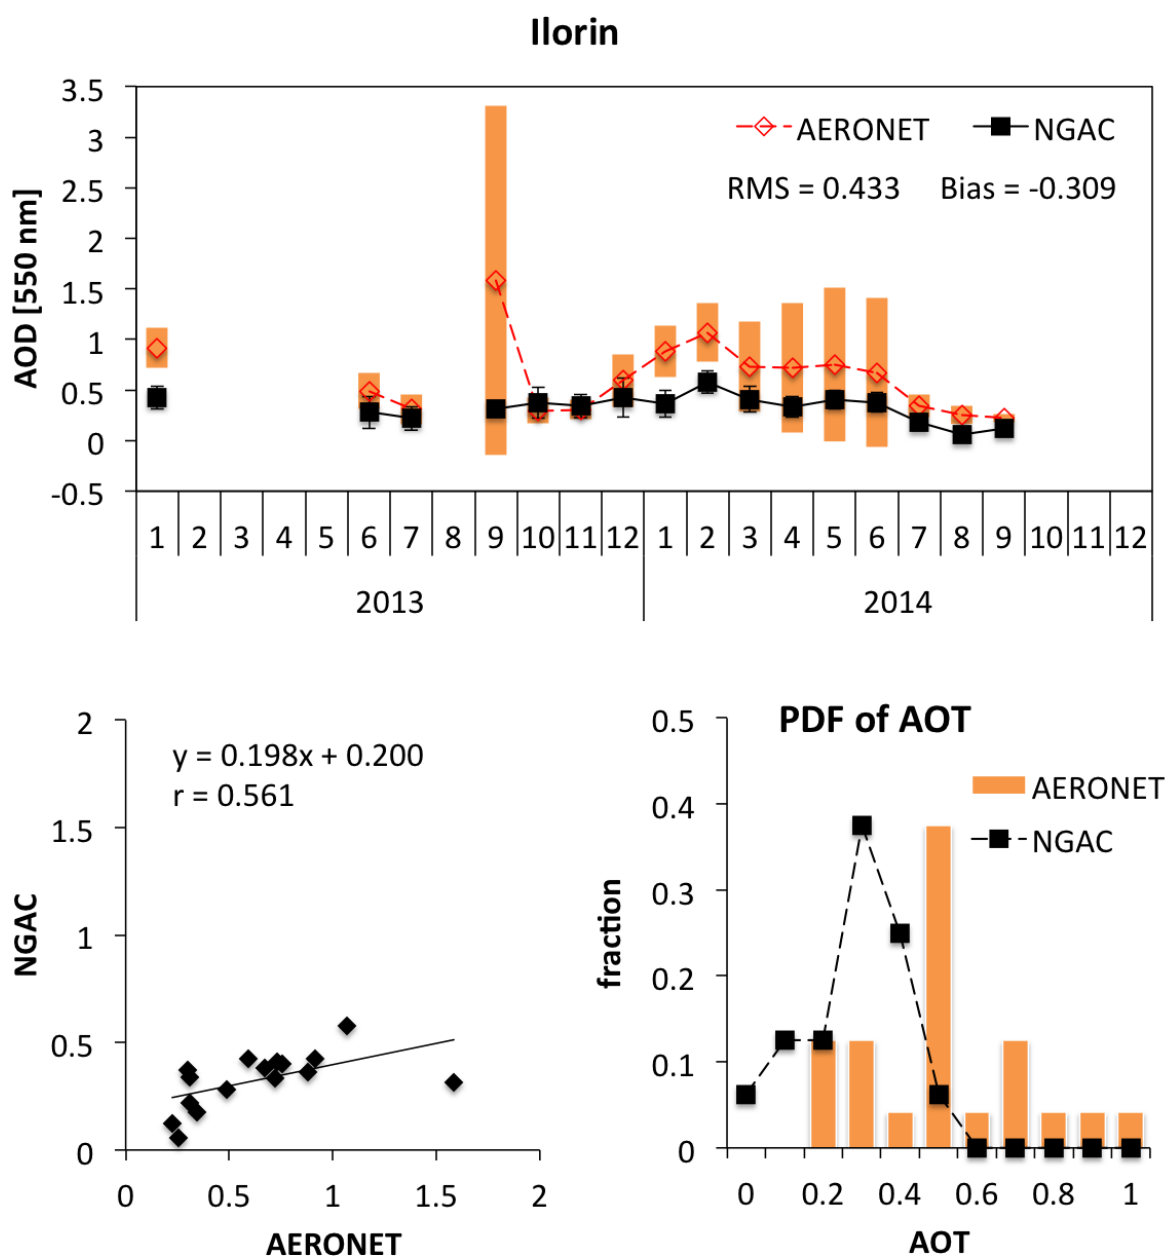 Ilorin
3.5
3
2.5
2
1.5
1
0.5
0
-0.5
AOD [550 nm]
AERONET NGAC
RMS = 0.433 Bias = -0.309
1 2 3 4 5 6 7 8 9 10 11 12 1 2 3 4 5 6 7 8 9 10 11 12
2013 2014
2
1.5
1
0.5
0
NGAC
y = 0.198x + 0.200
r = 0.561
0 0.5 1 1.5 2
AERONET
PDF of AOT
0.5
0.4
0.3
0.2
0.1
0
fraction
AERONET
NGAC
0 0.2 0.4 0.6 0.8 1
AOT